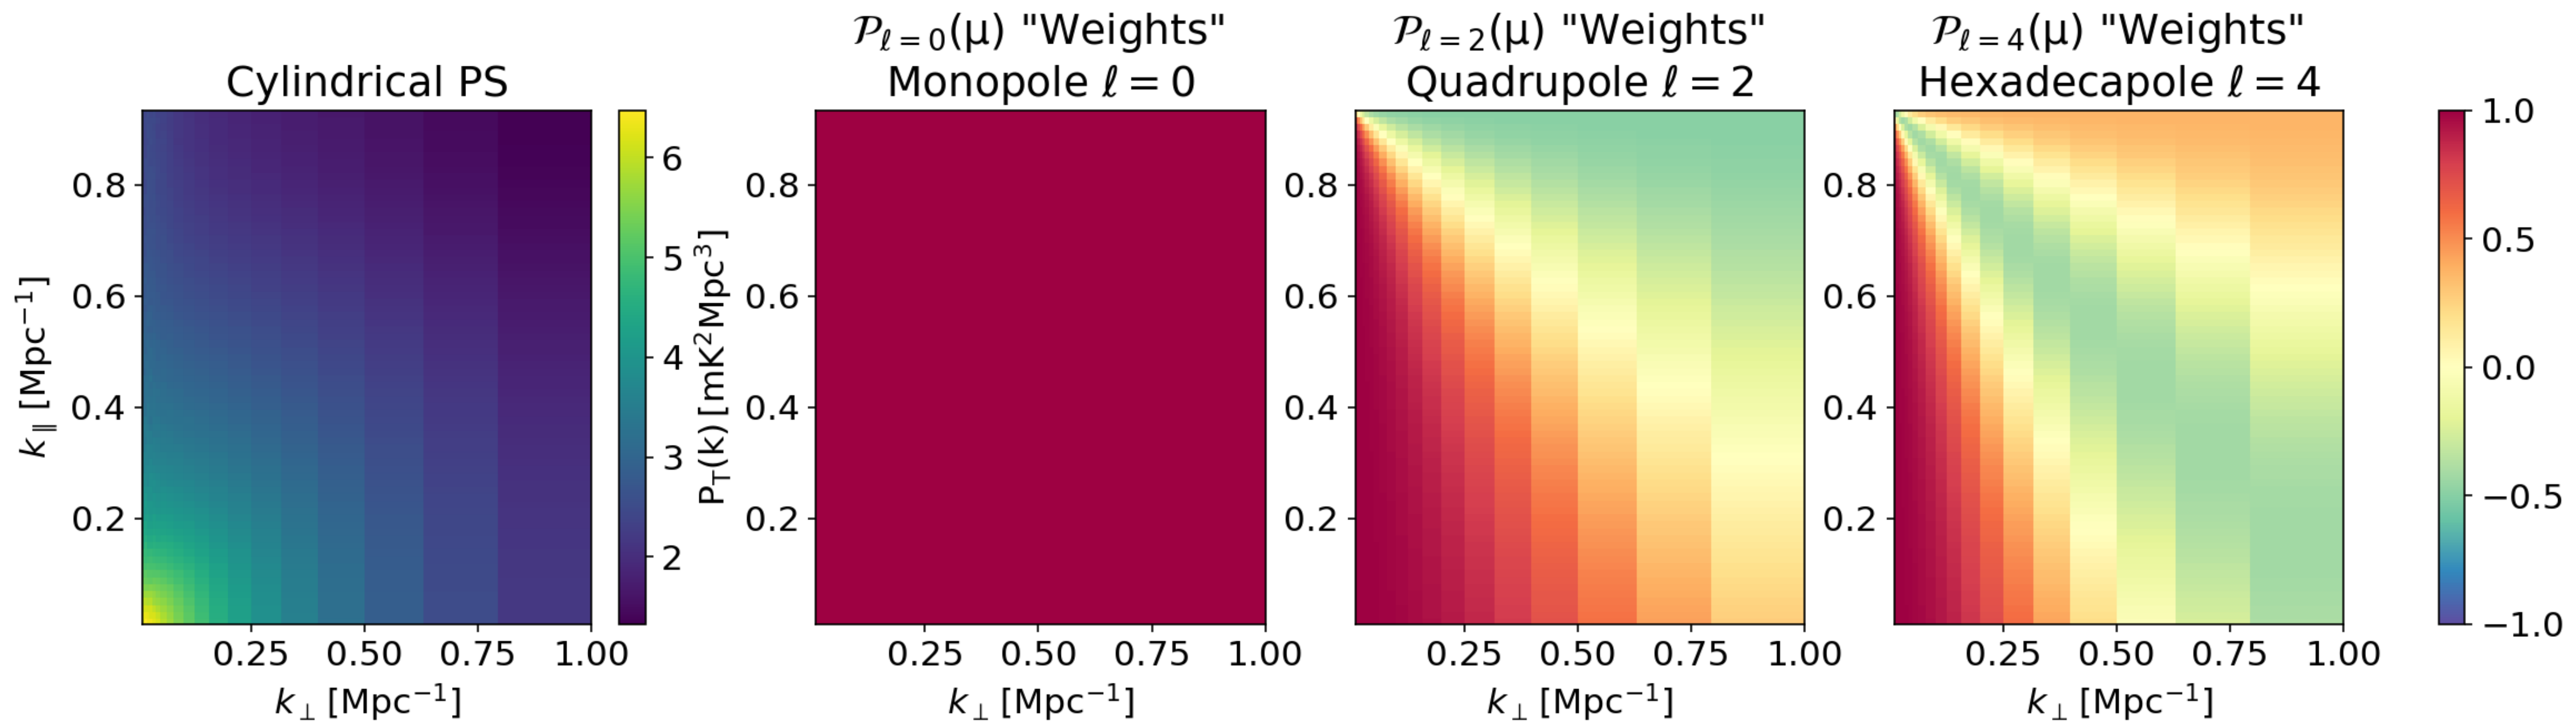 Cylindrical PS
0.8
0.6
0.4
0.2
k∥ [Mpc⁻¹]
0.25 0.50 0.75 1.00
k⊥ [Mpc⁻¹]
6
5
4
3
2
P_T(k) [mK²Mpc³]
𝒫ℓ=0(μ) "Weights"
Monopole ℓ = 0
0.8
0.6
0.4
0.2
0.25 0.50 0.75 1.00
k⊥ [Mpc⁻¹]
𝒫ℓ=2(μ) "Weights"
Quadrupole ℓ = 2
0.8
0.6
0.4
0.2
0.25 0.50 0.75 1.00
k⊥ [Mpc⁻¹]
𝒫ℓ=4(μ) "Weights"
Hexadecapole ℓ = 4
0.8
0.6
0.4
0.2
0.25 0.50 0.75 1.00
k⊥ [Mpc⁻¹]
1.0
0.5
0.0
−0.5
−1.0